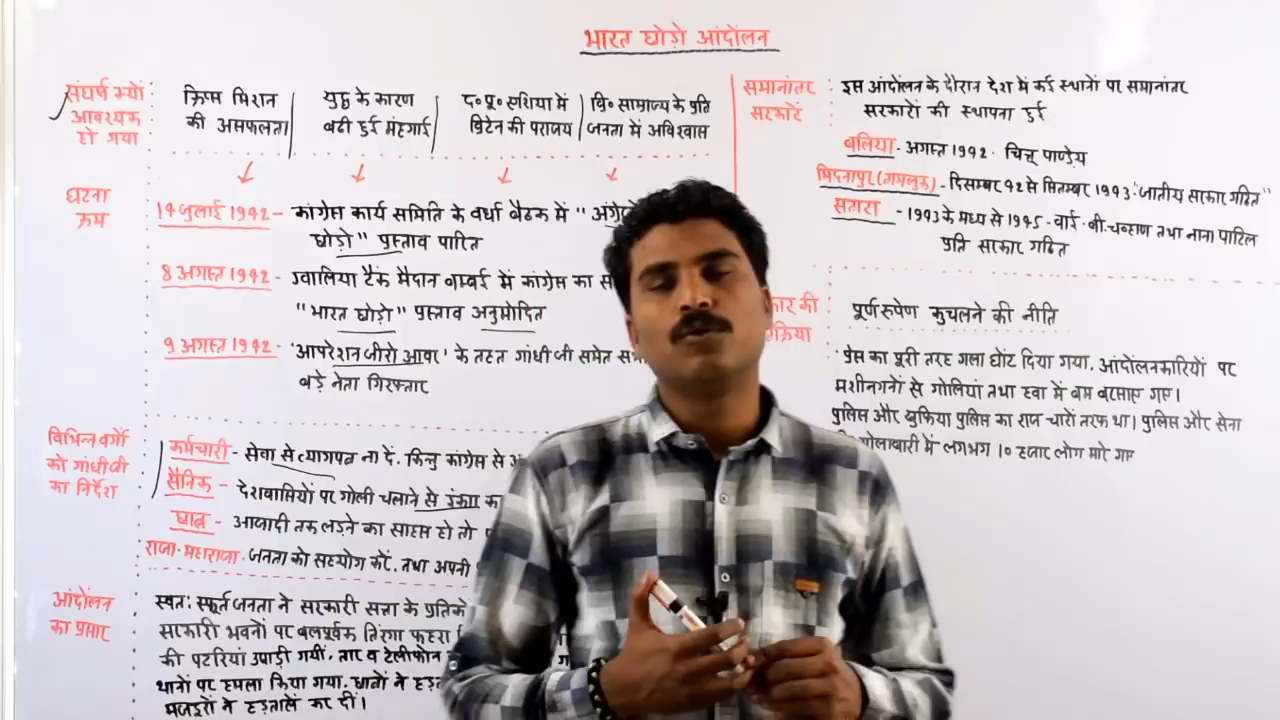 भारत छोड़ो आंदोलन
संघर्ष क्यों
आवश्यक
हो गया
क्रिप्स मिशन
की असफलता
युद्ध के कारण
बढी हुई मंहगाई
द० पू० एशिया में
ब्रिटेन की पराजय
ब्रि० साम्राज्य के प्रति
जनता में अविश्वास
घटना
क्रम
14 जुलाई 1942 - कांग्रेस कार्य समिति के वर्धा बैठक में "
छोड़ो" प्रस्ताव पारित
8 अगस्त 1942 - ग्वालिया टैंक मैदान बाम्बई में कांग्रेस का
"भारत छोड़ो" प्रस्ताव अनुमोदित
9 अगस्त 1942 - 'आपरेशन जीरो आवर' के तहत गांधीजी समेत
बड़े नेता गिरफ्तार
विभिन्न वर्गों
को गांधीजी
का निर्देश
कर्मचारी - सेवा से त्यागपत्र ना दें, किन्तु कांग्रेस से
सैनिक - देशवासियों पर गोली चलाने से इंकार
छात्र - आजादी तक लड़ने का साहस हो तो
राजा-महाराजा - जनता को सहयोग करें, तथा अपनी
आंदोलन
का प्रसार
स्वतः स्फूर्त जनता ने सरकारी सत्ता के प्रतिको
सरकारी भवनों पर बलपूर्वक तिरंगा फहरा
की पटरियां उपाड़ी गयीं, तार व टेलीफोन
थानों पर हमला किया गया, छात्रों ने
मजदूरों ने हड़तालें कर दीं।
समानांतर
सरकारें
: इस आंदोलन के दौरान देश में कई स्थानों पर समानांतर
सरकारों की स्थापना हुई
बलिया - अगस्त 1942 - चित्तू पाण्डेय
मिदनापुर (तामलुक) - दिसम्बर 42 से सितम्बर 1943 "जातीय सरकार गठित"
सतारा - 1943 के मध्य से 1945 - वाई. बी. चव्हाण तथा नाना पाटिल
प्रति सरकार गठित
की
पूर्णरुपेण कुचलने की नीति
प्रेस का पूरी तरह गला घोंट दिया गया, आंदोलनकारियों पर
मशीनगनों से गोलियां तथा हवा में बम बरसाए गए।
पुलिस और खुफिया पुलिस का राज चारों तरफ था। पुलिस और सेना
गोलाबारी में लगभग 10 हजार लोग मारे गए